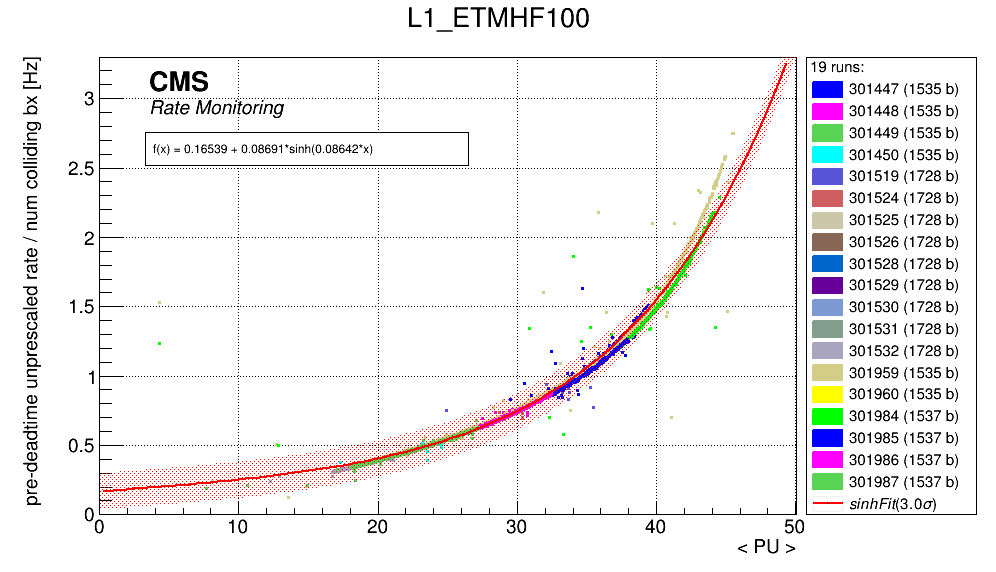 L1_ETMHF100
pre-deadtime unprescaled rate / num colliding bx [Hz]
CMS
Rate Monitoring
f(x) = 0.16539 + 0.08691*sinh(0.08642*x)
3
2.5
2
1.5
1
0.5
0
0 10 20 30 40 50
< PU >
19 runs:
301447 (1535 b)
301448 (1535 b)
301449 (1535 b)
301450 (1535 b)
301519 (1728 b)
301524 (1728 b)
301525 (1728 b)
301526 (1728 b)
301528 (1728 b)
301529 (1728 b)
301530 (1728 b)
301531 (1728 b)
301532 (1728 b)
301959 (1535 b)
301960 (1535 b)
301984 (1537 b)
301985 (1537 b)
301986 (1537 b)
301987 (1537 b)
sinhFit(3.0σ)